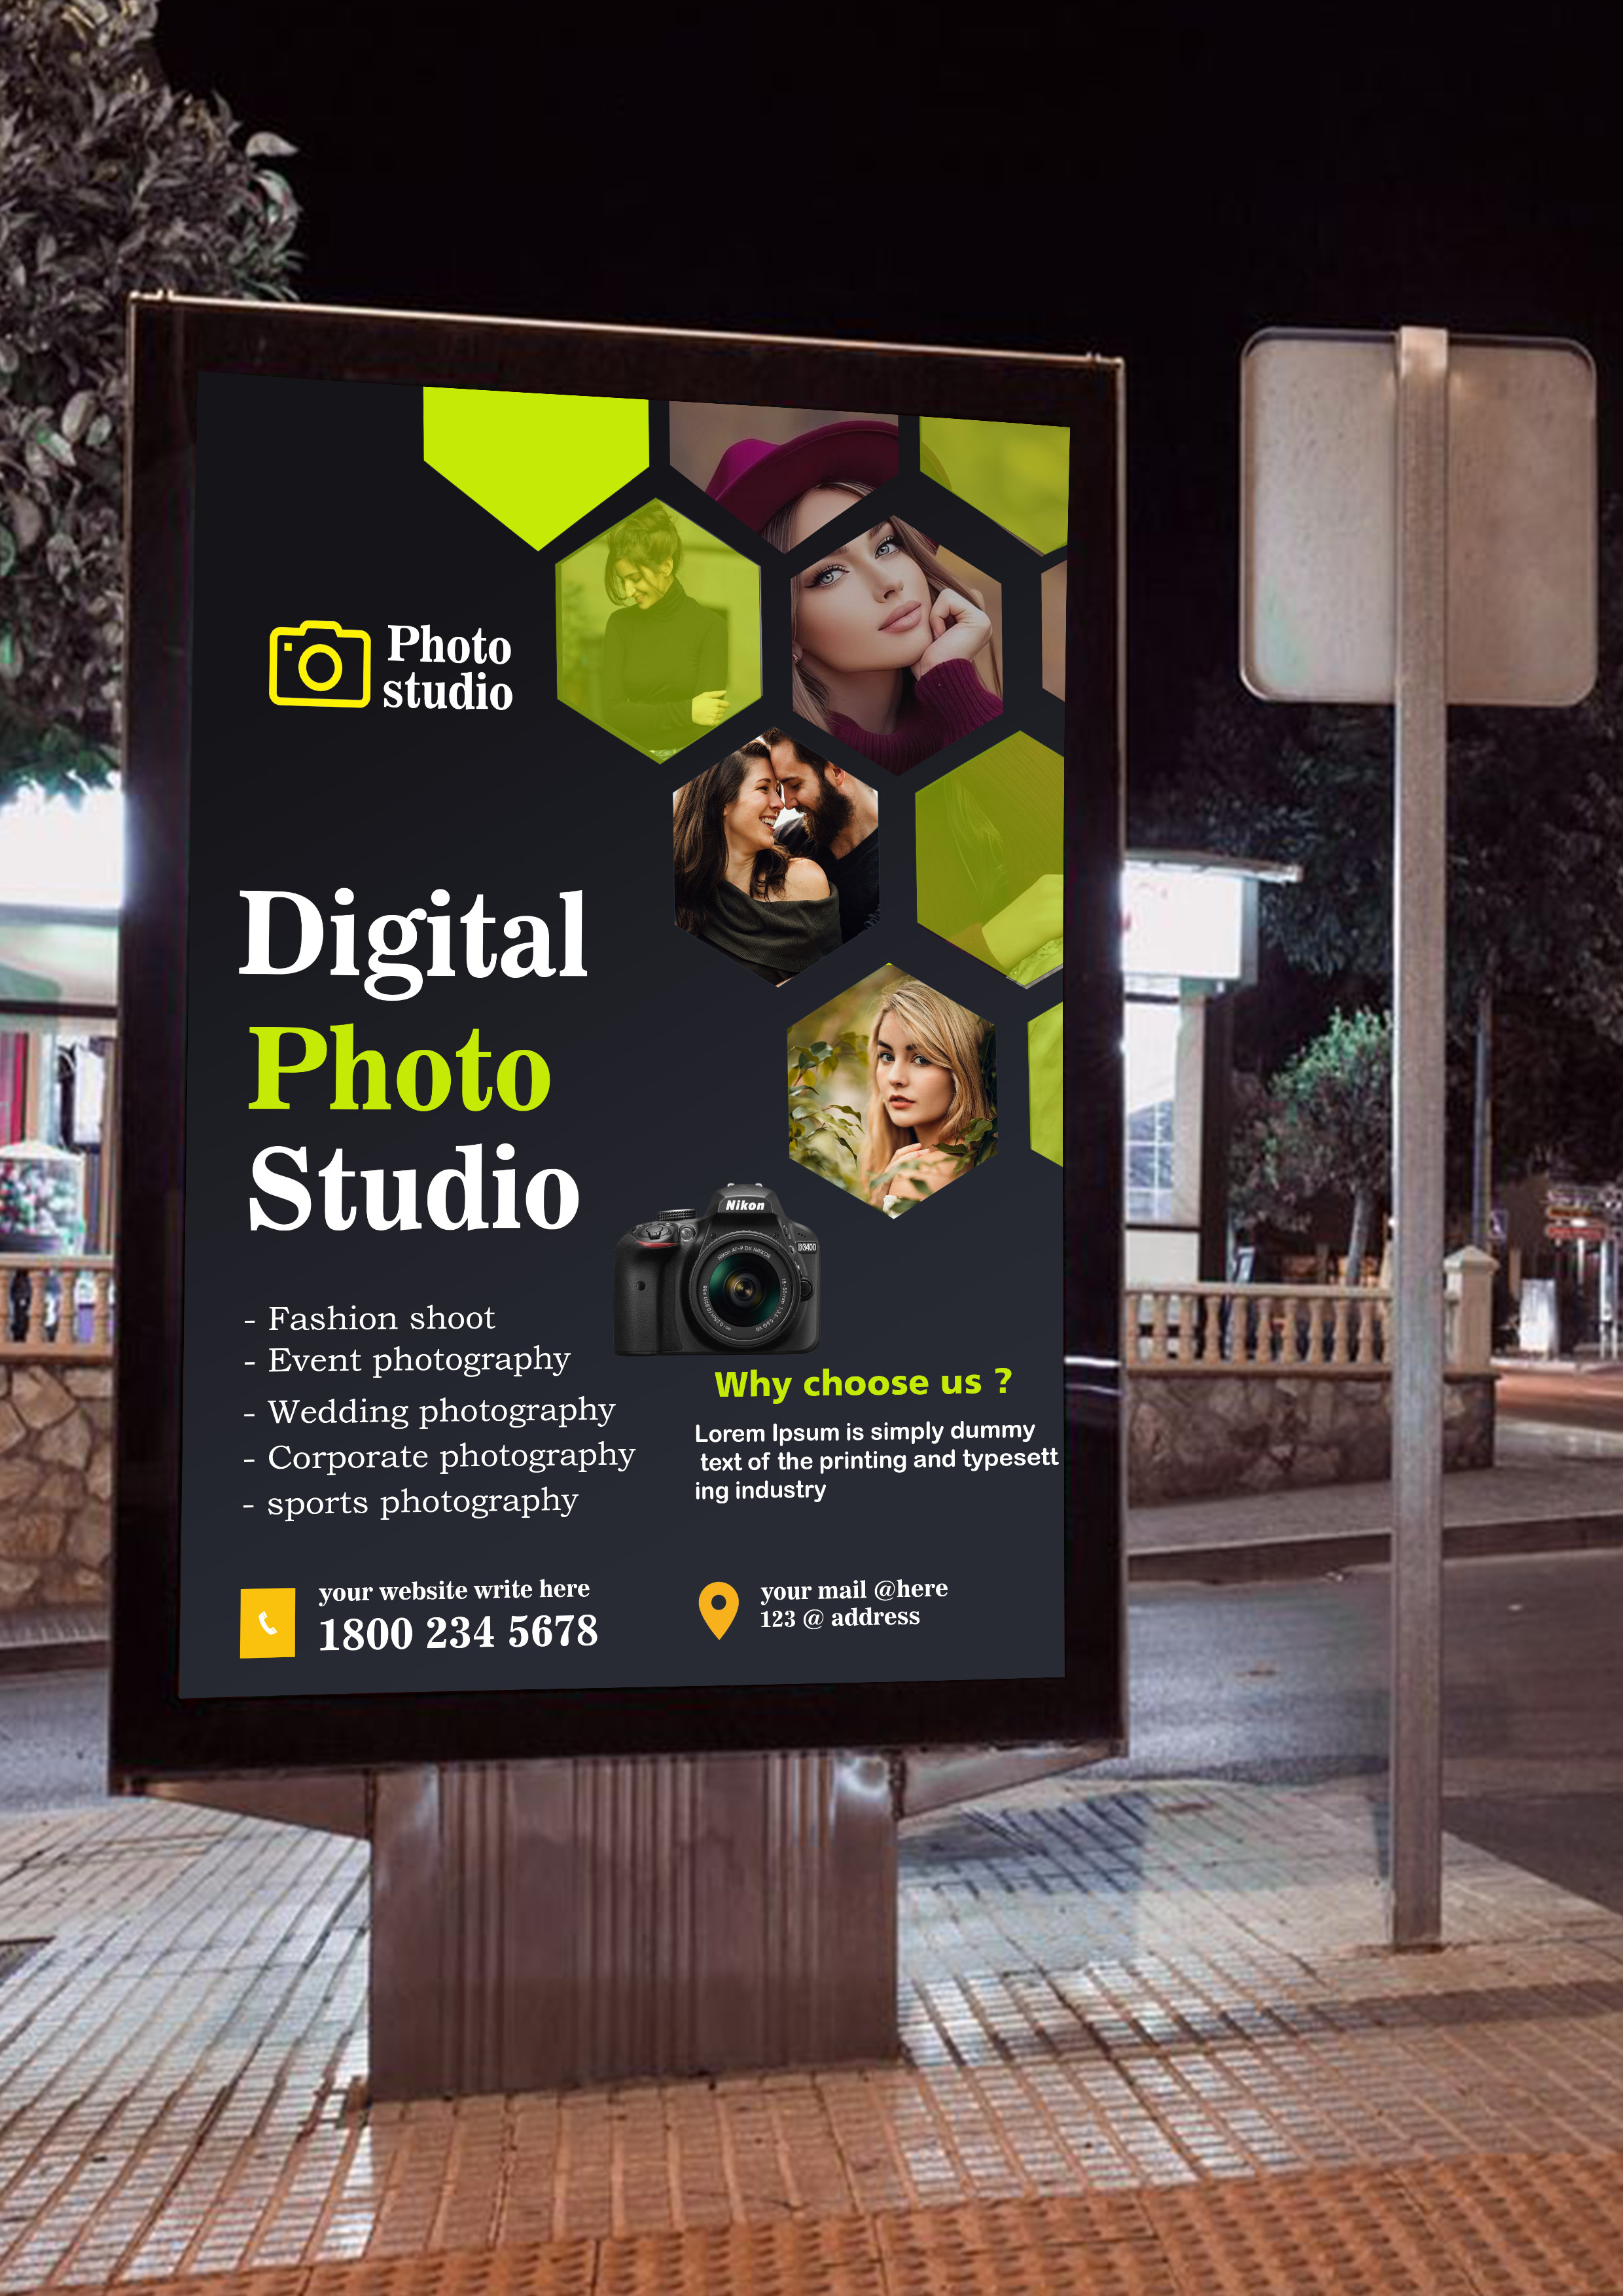 Photo
studio
Digital
Photo
Studio
Nikon
D3400
- Fashion shoot
- Event photography
- Wedding photography
- Corporate photography
- sports photography
Why choose us ?
Lorem Ipsum is simply dummy
text of the printing and typesett
ing industry
your website write here
1800 234 5678
your mail @here
123 @ address